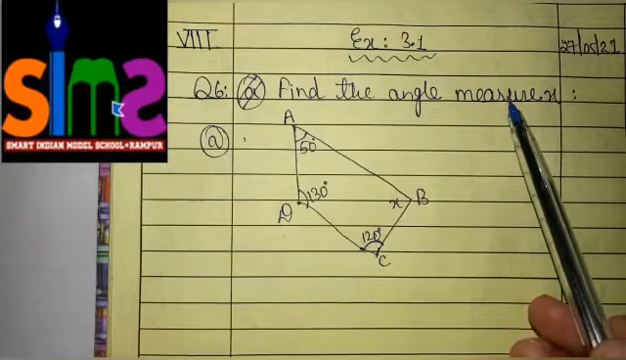 VIII
Ex: 3.1
27/05/21
Q6: (a) Find the angle measure x :
(a)
A
50°
130°
D
x
B
120°
C
SIMS
SMART INDIAN MODEL SCHOOL • RAMPUR